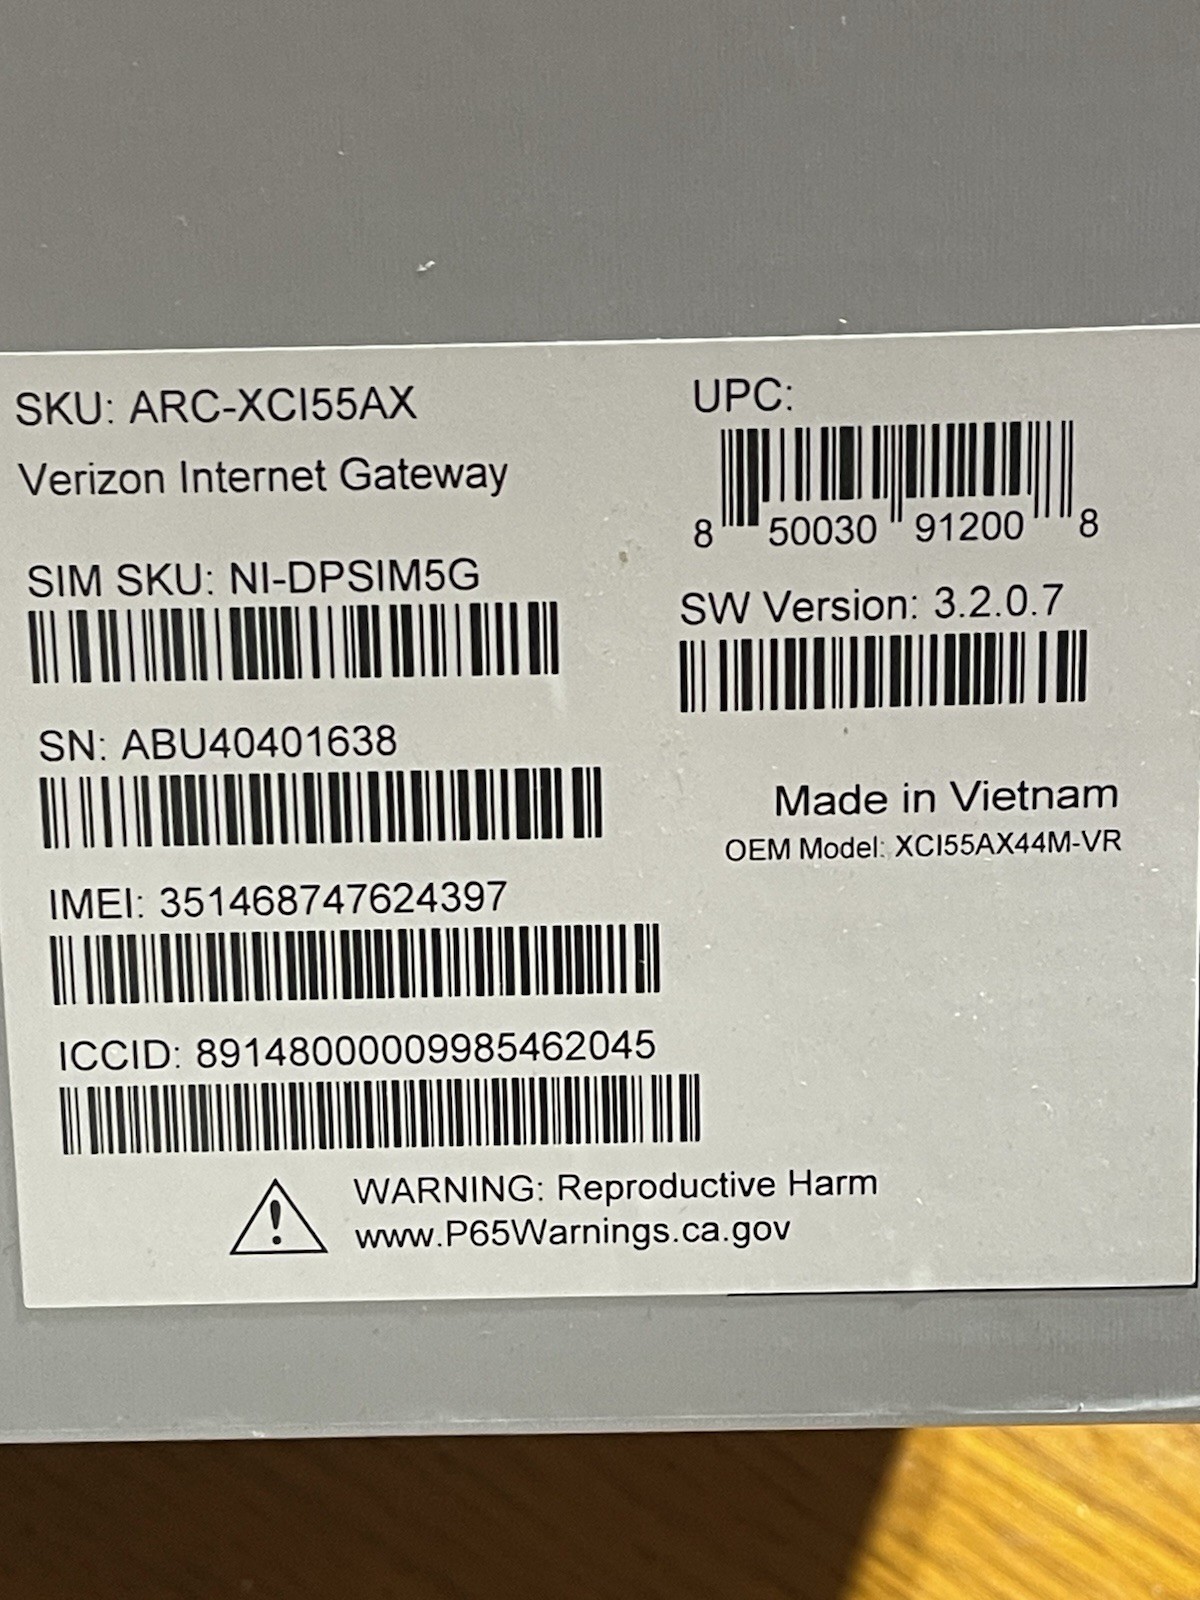 SKU: ARC-XCI55AX
Verizon Internet Gateway
SIM SKU: NI-DPSIM5G
SN: ABU40401638
IMEI: 351468747624397
ICCID: 89148000009985462045
UPC:
8 50030 91200 8
SW Version: 3.2.0.7
Made in Vietnam
OEM Model: XCI55AX44M-VR
WARNING: Reproductive Harm
www.P65Warnings.ca.gov